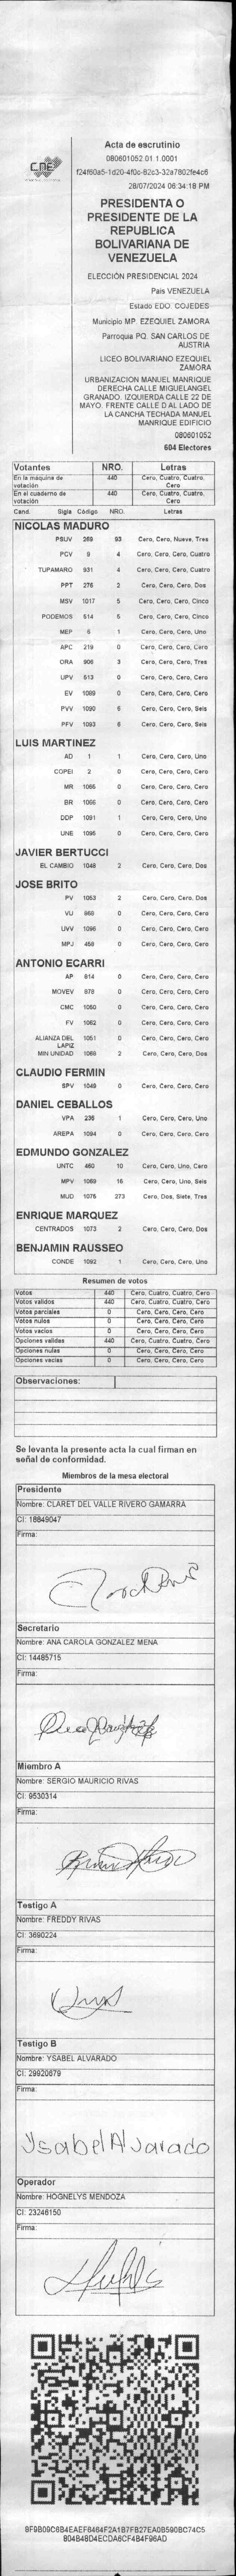 CNE
Acta de escrutinio
080601052.01.1.0001
f24f60a5-1d20-4f0c-82c3-32a7802fe4c6
28/07/2024 06:34:18 PM
PRESIDENTA O
PRESIDENTE DE LA
REPUBLICA
BOLIVARIANA DE
VENEZUELA
ELECCIÓN PRESIDENCIAL 2024
Pais VENEZUELA
Estado EDO. COJEDES
Municipio MP. EZEQUIEL ZAMORA
Parroquia PQ. SAN CARLOS DE
AUSTRIA
LICEO BOLIVARIANO EZEQUIEL
ZAMORA
URBANIZACION MANUEL MANRIQUE
DERECHA CALLE MIGUELANGEL
GRANADO. IZQUIERDA CALLE 22 DE
MAYO. FRENTE CALLE D AL LADO DE
LA CANCHA TECHADA MANUEL
MANRIQUE EDIFICIO
080601052
604 Electores
Votantes NRO. Letras
En la máquina de votación 440 Cero, Cuatro, Cuatro, Cero
En el cuaderno de votación 440 Cero, Cuatro, Cuatro, Cero
Cand. Sigla Código NRO. Letras
NICOLAS MADURO
PSUV 269 93 Cero, Cero, Nueve, Tres
PCV 9 4 Cero, Cero, Cero, Cuatro
TUPAMARO 931 4 Cero, Cero, Cero, Cuatro
PPT 276 2 Cero, Cero, Cero, Dos
MSV 1017 5 Cero, Cero, Cero, Cinco
PODEMOS 514 5 Cero, Cero, Cero, Cinco
MEP 6 1 Cero, Cero, Cero, Uno
APC 219 0 Cero, Cero, Cero, Cero
ORA 906 3 Cero, Cero, Cero, Tres
UPV 513 0 Cero, Cero, Cero, Cero
EV 1089 0 Cero, Cero, Cero, Cero
PVV 1090 6 Cero, Cero, Cero, Seis
PFV 1093 6 Cero, Cero, Cero, Seis
LUIS MARTINEZ
AD 1 1 Cero, Cero, Cero, Uno
COPEI 2 0 Cero, Cero, Cero, Cero
MR 1065 0 Cero, Cero, Cero, Cero
BR 1066 0 Cero, Cero, Cero, Cero
DDP 1091 1 Cero, Cero, Cero, Uno
UNE 1095 0 Cero, Cero, Cero, Cero
JAVIER BERTUCCI
EL CAMBIO 1048 2 Cero, Cero, Cero, Dos
JOSE BRITO
PV 1053 2 Cero, Cero, Cero, Dos
VU 968 0 Cero, Cero, Cero, Cero
UVV 1096 0 Cero, Cero, Cero, Cero
MPJ 458 0 Cero, Cero, Cero, Cero
ANTONIO ECARRI
AP 814 0 Cero, Cero, Cero, Cero
MOVEV 878 0 Cero, Cero, Cero, Cero
CMC 1050 0 Cero, Cero, Cero, Cero
FV 1062 0 Cero, Cero, Cero, Cero
ALIANZA DEL LAPIZ 1051 0 Cero, Cero, Cero, Cero
MIN UNIDAD 1068 2 Cero, Cero, Cero, Dos
CLAUDIO FERMIN
SPV 1049 0 Cero, Cero, Cero, Cero
DANIEL CEBALLOS
VPA 236 1 Cero, Cero, Cero, Uno
AREPA 1094 0 Cero, Cero, Cero, Cero
EDMUNDO GONZALEZ
UNTC 460 10 Cero, Cero, Uno, Cero
MPV 1069 16 Cero, Cero, Uno, Seis
MUD 1076 273 Cero, Dos, Siete, Tres
ENRIQUE MARQUEZ
CENTRADOS 1073 2 Cero, Cero, Cero, Dos
BENJAMIN RAUSSEO
CONDE 1092 1 Cero, Cero, Cero, Uno
Resumen de votos
Votos 440 Cero, Cuatro, Cuatro, Cero
Votos validos 440 Cero, Cuatro, Cuatro, Cero
Votos parciales 0 Cero, Cero, Cero, Cero
Votos nulos 0 Cero, Cero, Cero, Cero
Votos vacios 0 Cero, Cero, Cero, Cero
Opciones validas 440 Cero, Cuatro, Cuatro, Cero
Opciones nulas 0 Cero, Cero, Cero, Cero
Opciones vacias 0 Cero, Cero, Cero, Cero
Observaciones:
Se levanta la presente acta la cual firman en
señal de conformidad.
Miembros de la mesa electoral
Presidente
Nombre: CLARET DEL VALLE RIVERO GAMARRA
CI: 18849047
Firma:
Secretario
Nombre: ANA CAROLA GONZALEZ MENA
CI: 14485715
Firma:
Miembro A
Nombre: SERGIO MAURICIO RIVAS
CI: 9530314
Firma:
Testigo A
Nombre: FREDDY RIVAS
CI: 3690224
Firma:
Testigo B
Nombre: YSABEL ALVARADO
CI: 29920679
Firma:
Ysabel Alvarado
Operador
Nombre: HOGNELYS MENDOZA
CI: 23246150
Firma:
8F9B09C6B4EAEF8464F2A1B7FB27EA0B590BC74C5
804B48D4ECDA6CF4B4F96AD